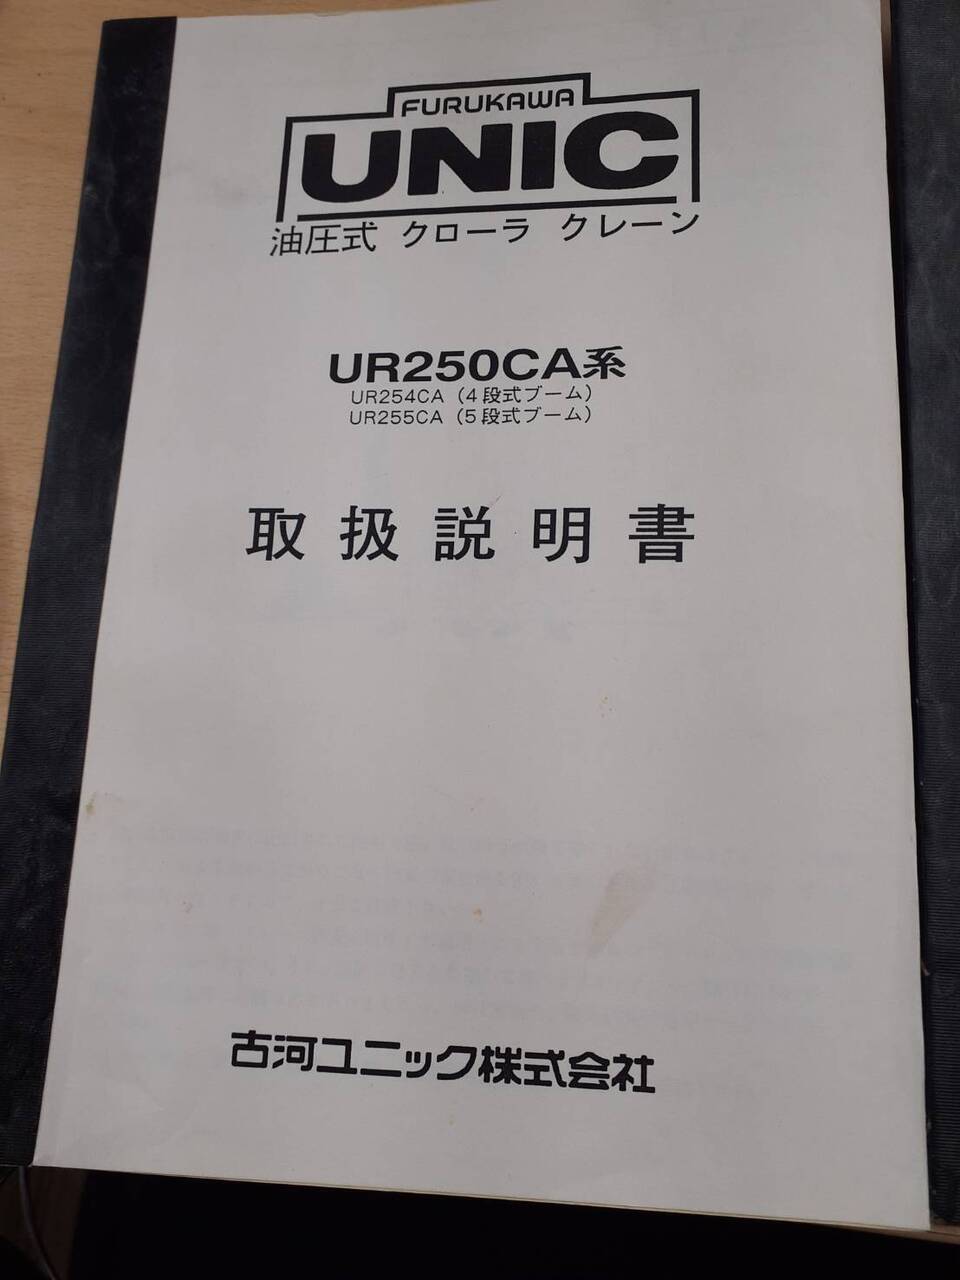 FURUKAWA
UNIC
油圧式 クローラ クレーン
UR250CA系
UR254CA（4段式ブーム）
UR255CA（5段式ブーム）
取扱説明書
古河ユニック株式会社